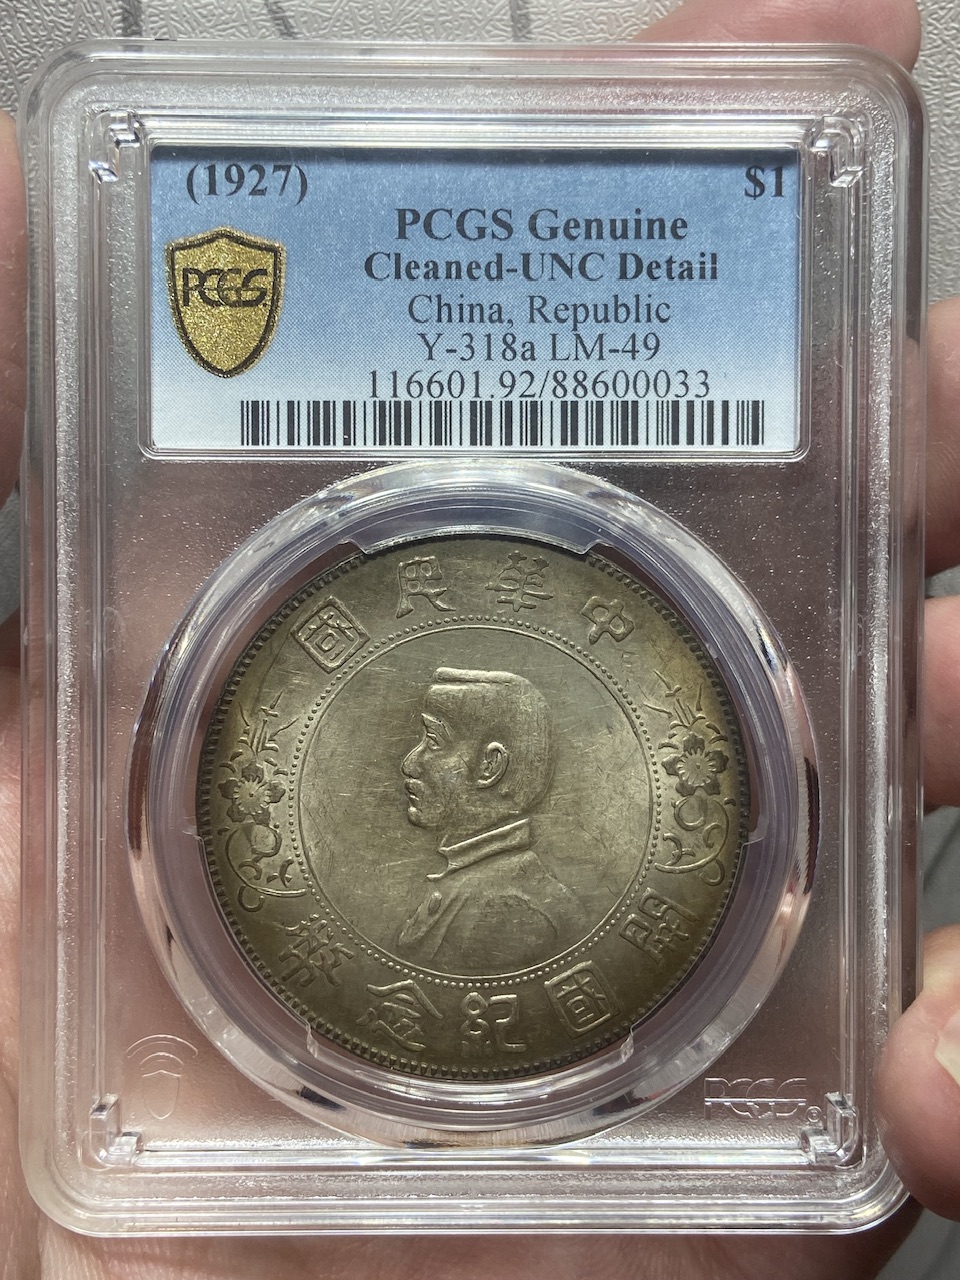 (1927) $1
PCGS Genuine
Cleaned-UNC Detail
China, Republic
Y-318a LM-49
116601.92/88600033
PCGS
中華民國
開國紀念幣
PCGS®